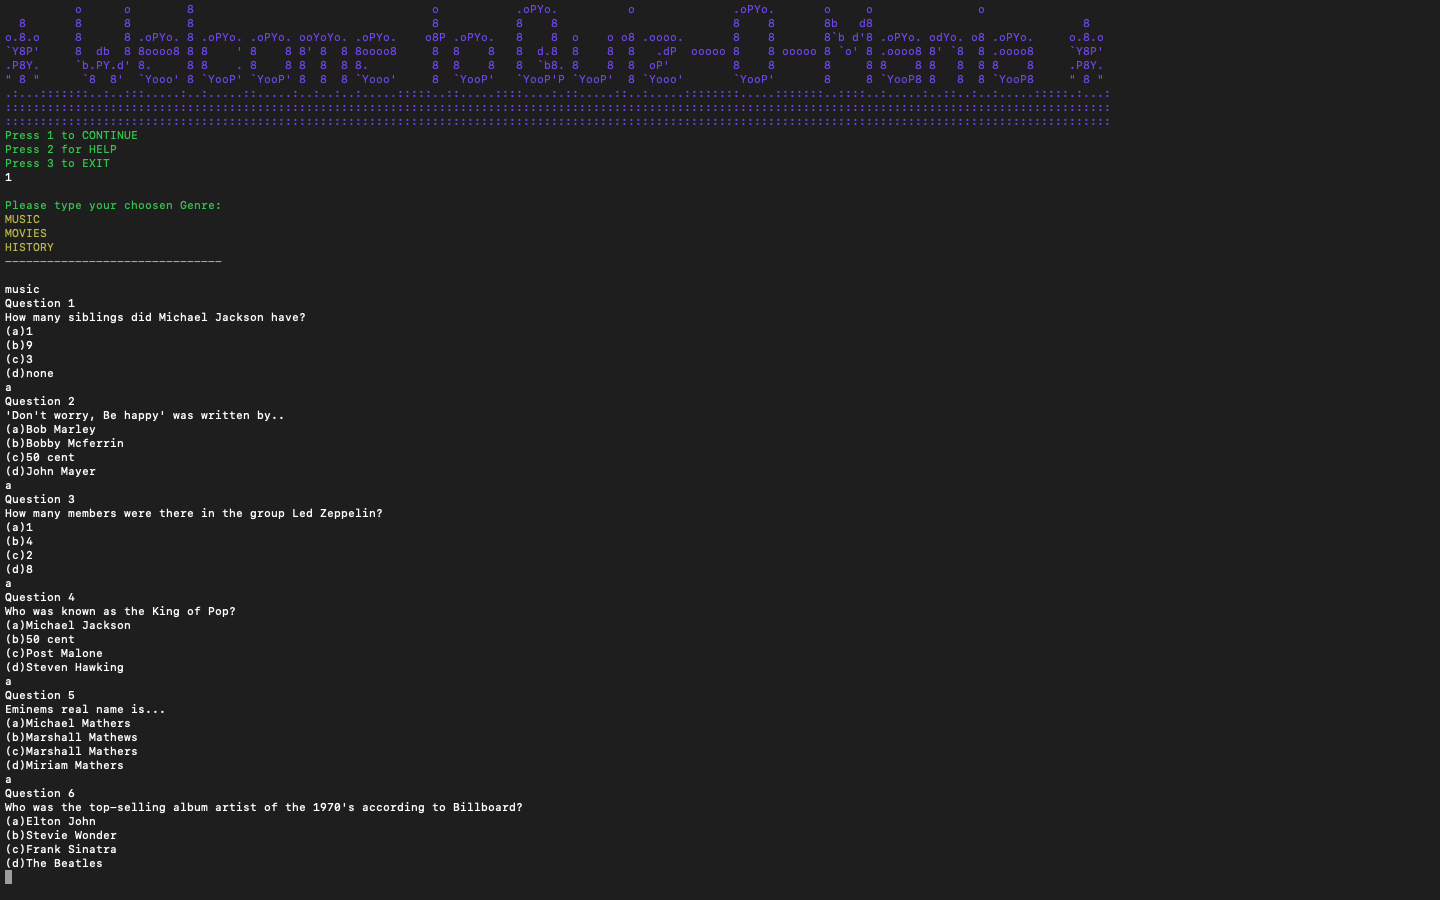 * Welcome to Quiz-O-Mania *
Press 1 to CONTINUE
Press 2 for HELP
Press 3 to EXIT
1
Please type your choosen Genre:
MUSIC
MOVIES
HISTORY
-------------------------------
music
Question 1
How many siblings did Michael Jackson have?
(a)1
(b)9
(c)3
(d)none
a
Question 2
'Don't worry, Be happy' was written by..
(a)Bob Marley
(b)Bobby Mcferrin
(c)50 cent
(d)John Mayer
a
Question 3
How many members were there in the group Led Zeppelin?
(a)1
(b)4
(c)2
(d)8
a
Question 4
Who was known as the King of Pop?
(a)Michael Jackson
(b)50 cent
(c)Post Malone
(d)Steven Hawking
a
Question 5
Eminems real name is...
(a)Michael Mathers
(b)Marshall Mathews
(c)Marshall Mathers
(d)Miriam Mathers
a
Question 6
Who was the top-selling album artist of the 1970's according to Billboard?
(a)Elton John
(b)Stevie Wonder
(c)Frank Sinatra
(d)The Beatles